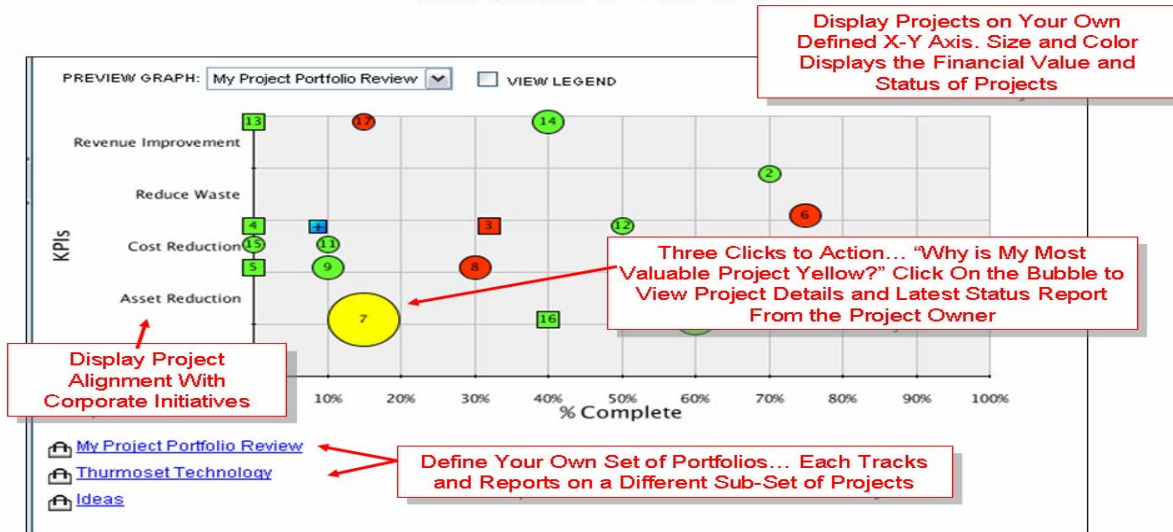 Display Projects on Your Own
Defined X-Y Axis. Size and Color
Displays the Financial Value and
Status of Projects
PREVIEW GRAPH: My Project Portfolio Review
VIEW LEGEND
13 17 14
Revenue Improvement
2
Reduce Waste
6
4 + 3 12
KPIs
Cost Reduction 15 11
5 9 8
Three Clicks to Action... “Why is My Most
Valuable Project Yellow?” Click On the Bubble to
View Project Details and Latest Status Report
From the Project Owner
Asset Reduction
7 16
Display Project
Alignment With
Corporate Initiatives
10% 20% 30% 40% 50% 60% 70% 80% 90% 100%
% Complete
My Project Portfolio Review
Thurmoset Technology
Ideas
Define Your Own Set of Portfolios... Each Tracks
and Reports on a Different Sub-Set of Projects